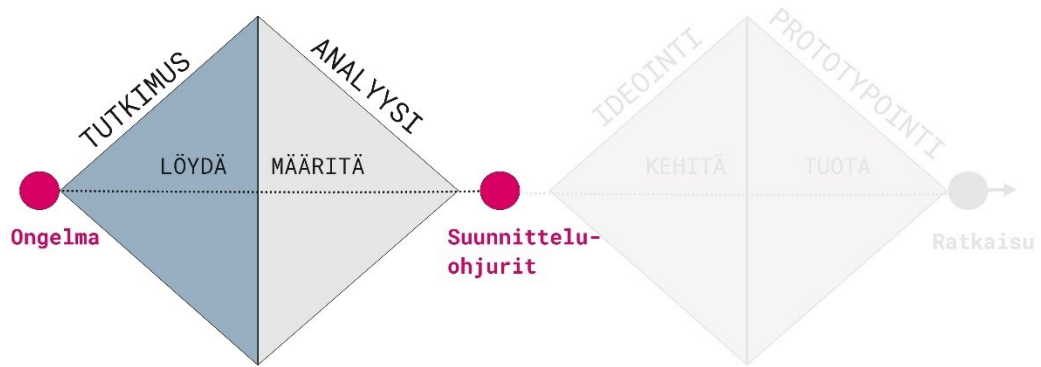 TUTKIMUS
ANALYYSI
LÖYDÄ
MÄÄRITÄ
Ongelma
Suunnittelu-
ohjurit
IDEOINTI
PROTOTYPOINTI
KEHITÄ
TUOTA
Ratkaisu